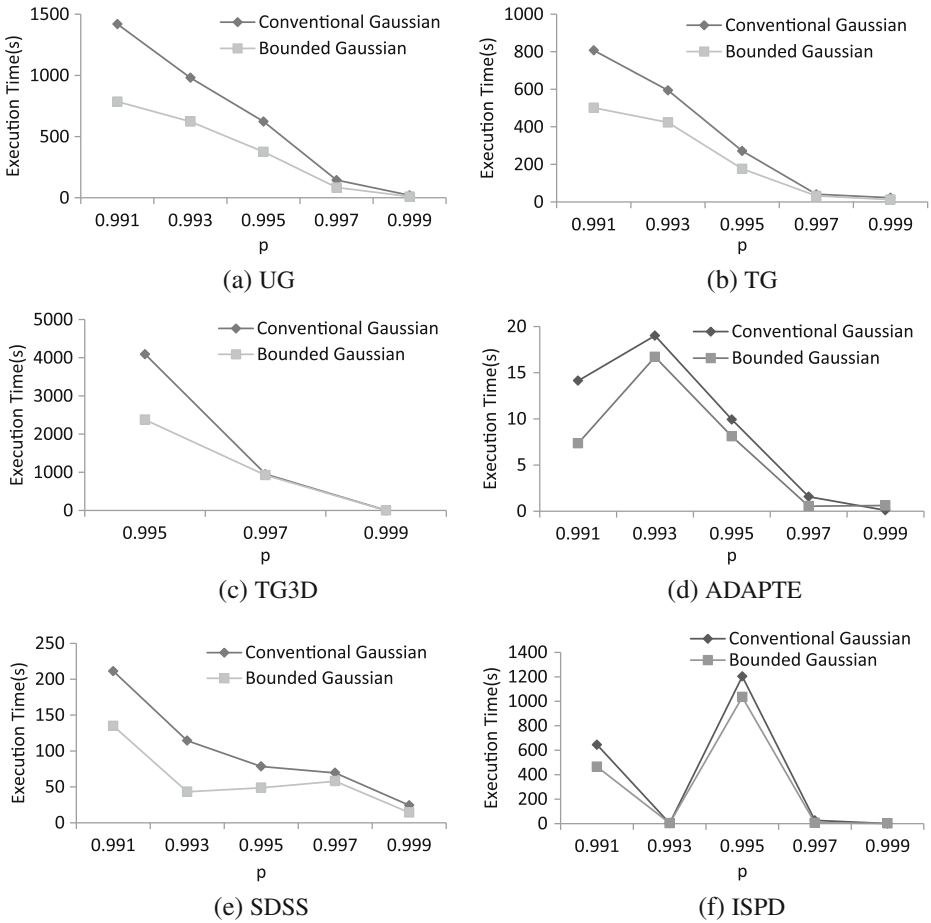 Conventional Gaussian
Bounded Gaussian
Execution Time(s)
1500
1000
500
0
0.991 0.993 0.995 0.997 0.999
p
(a) UG
Conventional Gaussian
Bounded Gaussian
Execution Time(s)
1000
800
600
400
200
0
0.991 0.993 0.995 0.997 0.999
p
(b) TG
Conventional Gaussian
Bounded Gaussian
Execution Time(s)
5000
4000
3000
2000
1000
0
0.995 0.997 0.999
p
(c) TG3D
Conventional Gaussian
Bounded Gaussian
Execution Time(s)
20
15
10
5
0
0.991 0.993 0.995 0.997 0.999
p
(d) ADAPTE
Conventional Gaussian
Bounded Gaussian
Execution Time(s)
250
200
150
100
50
0
0.991 0.993 0.995 0.997 0.999
p
(e) SDSS
Conventional Gaussian
Bounded Gaussian
Execution Time(s)
1400
1200
1000
800
600
400
200
0
0.991 0.993 0.995 0.997 0.999
p
(f) ISPD